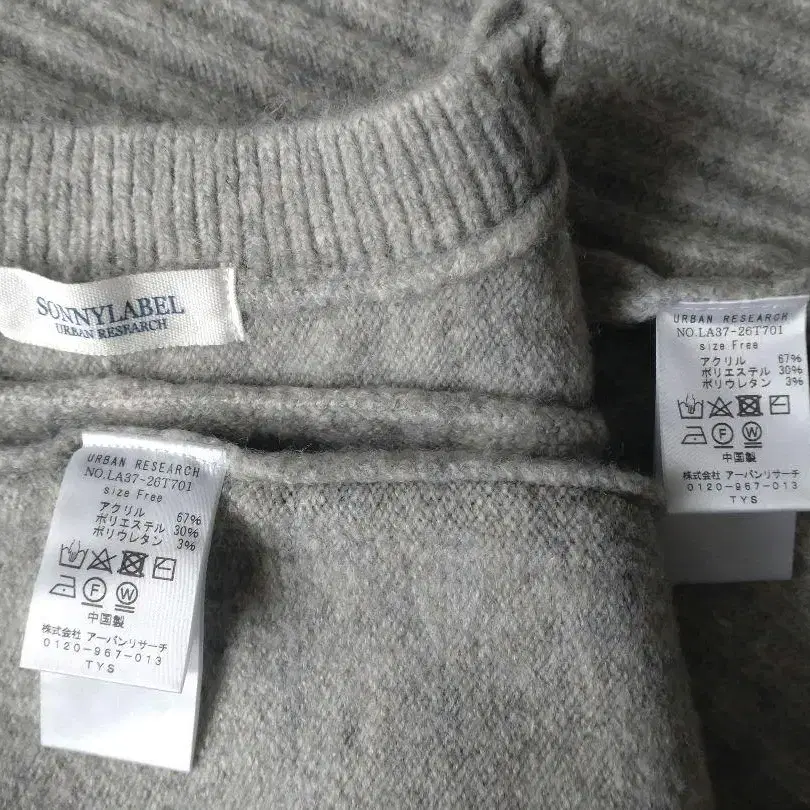 SONNYLABEL
URBAN RESEARCH
URBAN RESEARCH
NO.LA37-26T701
size Free
アクリル 67%
ポリエステル 30%
ポリウレタン 3%
F W
中国製
株式会社 アーバンリサーチ
0120-967-013
TYS
URBAN RESEARCH
NO.LA37-26T701
size Free
アクリル 67%
ポリエステル 30%
ポリウレタン 3%
F W
中国製
株式会社 アーバンリサーチ
0120-967-013
TYS